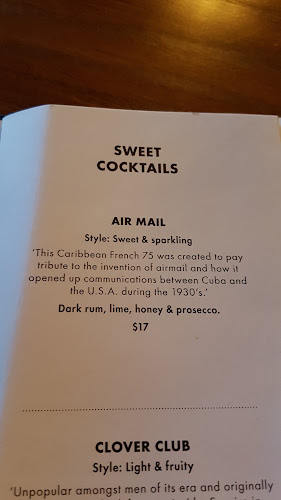 SWEET
COCKTAILS
AIR MAIL
Style: Sweet & sparkling
'This Caribbean French 75 was created to pay
tribute to the invention of airmail and how it
opened up communications between Cuba and
the U.S.A. during the 1930's.'
Dark rum, lime, honey & prosecco.
$17
CLOVER CLUB
Style: Light & fruity
'Unpopular amongst men of its era and originally